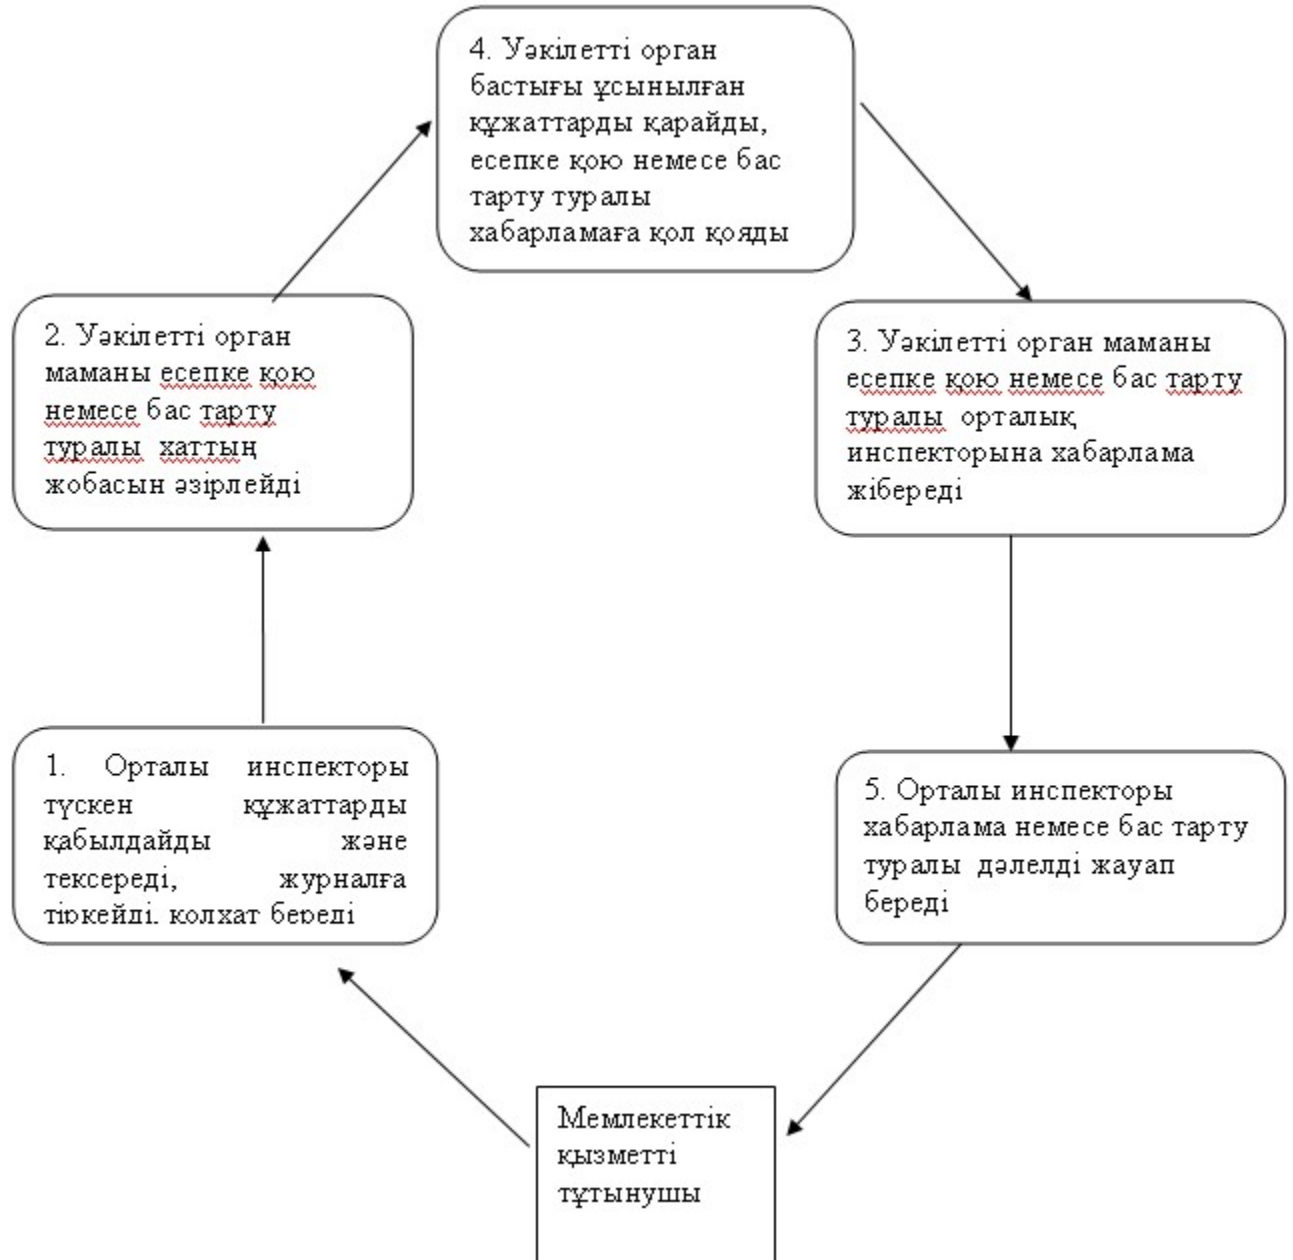 4. Уәкілетті орган
бастығы ұсынылған
құжаттарды қарайды,
есепке қою немесе бас
тарту туралы
хабарламаға қол қояды
2. Уәкілетті орган
маманы есепке қою
немесе бас тарту
туралы хаттың
жобасын әзірлейді
3. Уәкілетті орган маманы
есепке қою немесе бас тарту
туралы орталық
инспекторына хабарлама
жібереді
1. Орталы инспекторы
түскен құжаттарды
қабылдайды және
тексереді, журналға
тіркейді, қолхат береді
5. Орталы инспекторы
хабарлама немесе бас тарту
туралы дәлелді жауап
береді
Мемлекеттік
қызметті
тұтынушы